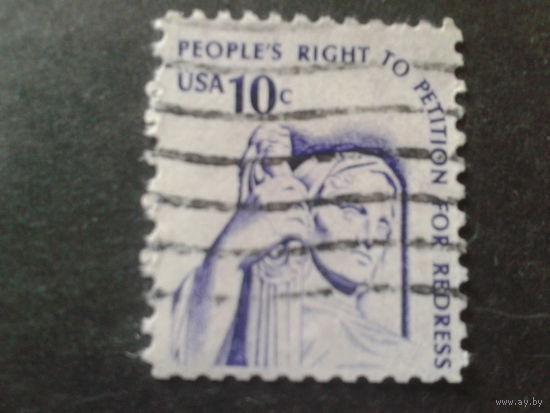 PEOPLE'S RIGHT TO PETITION FOR REDRESS
USA 10c
www.ay.by